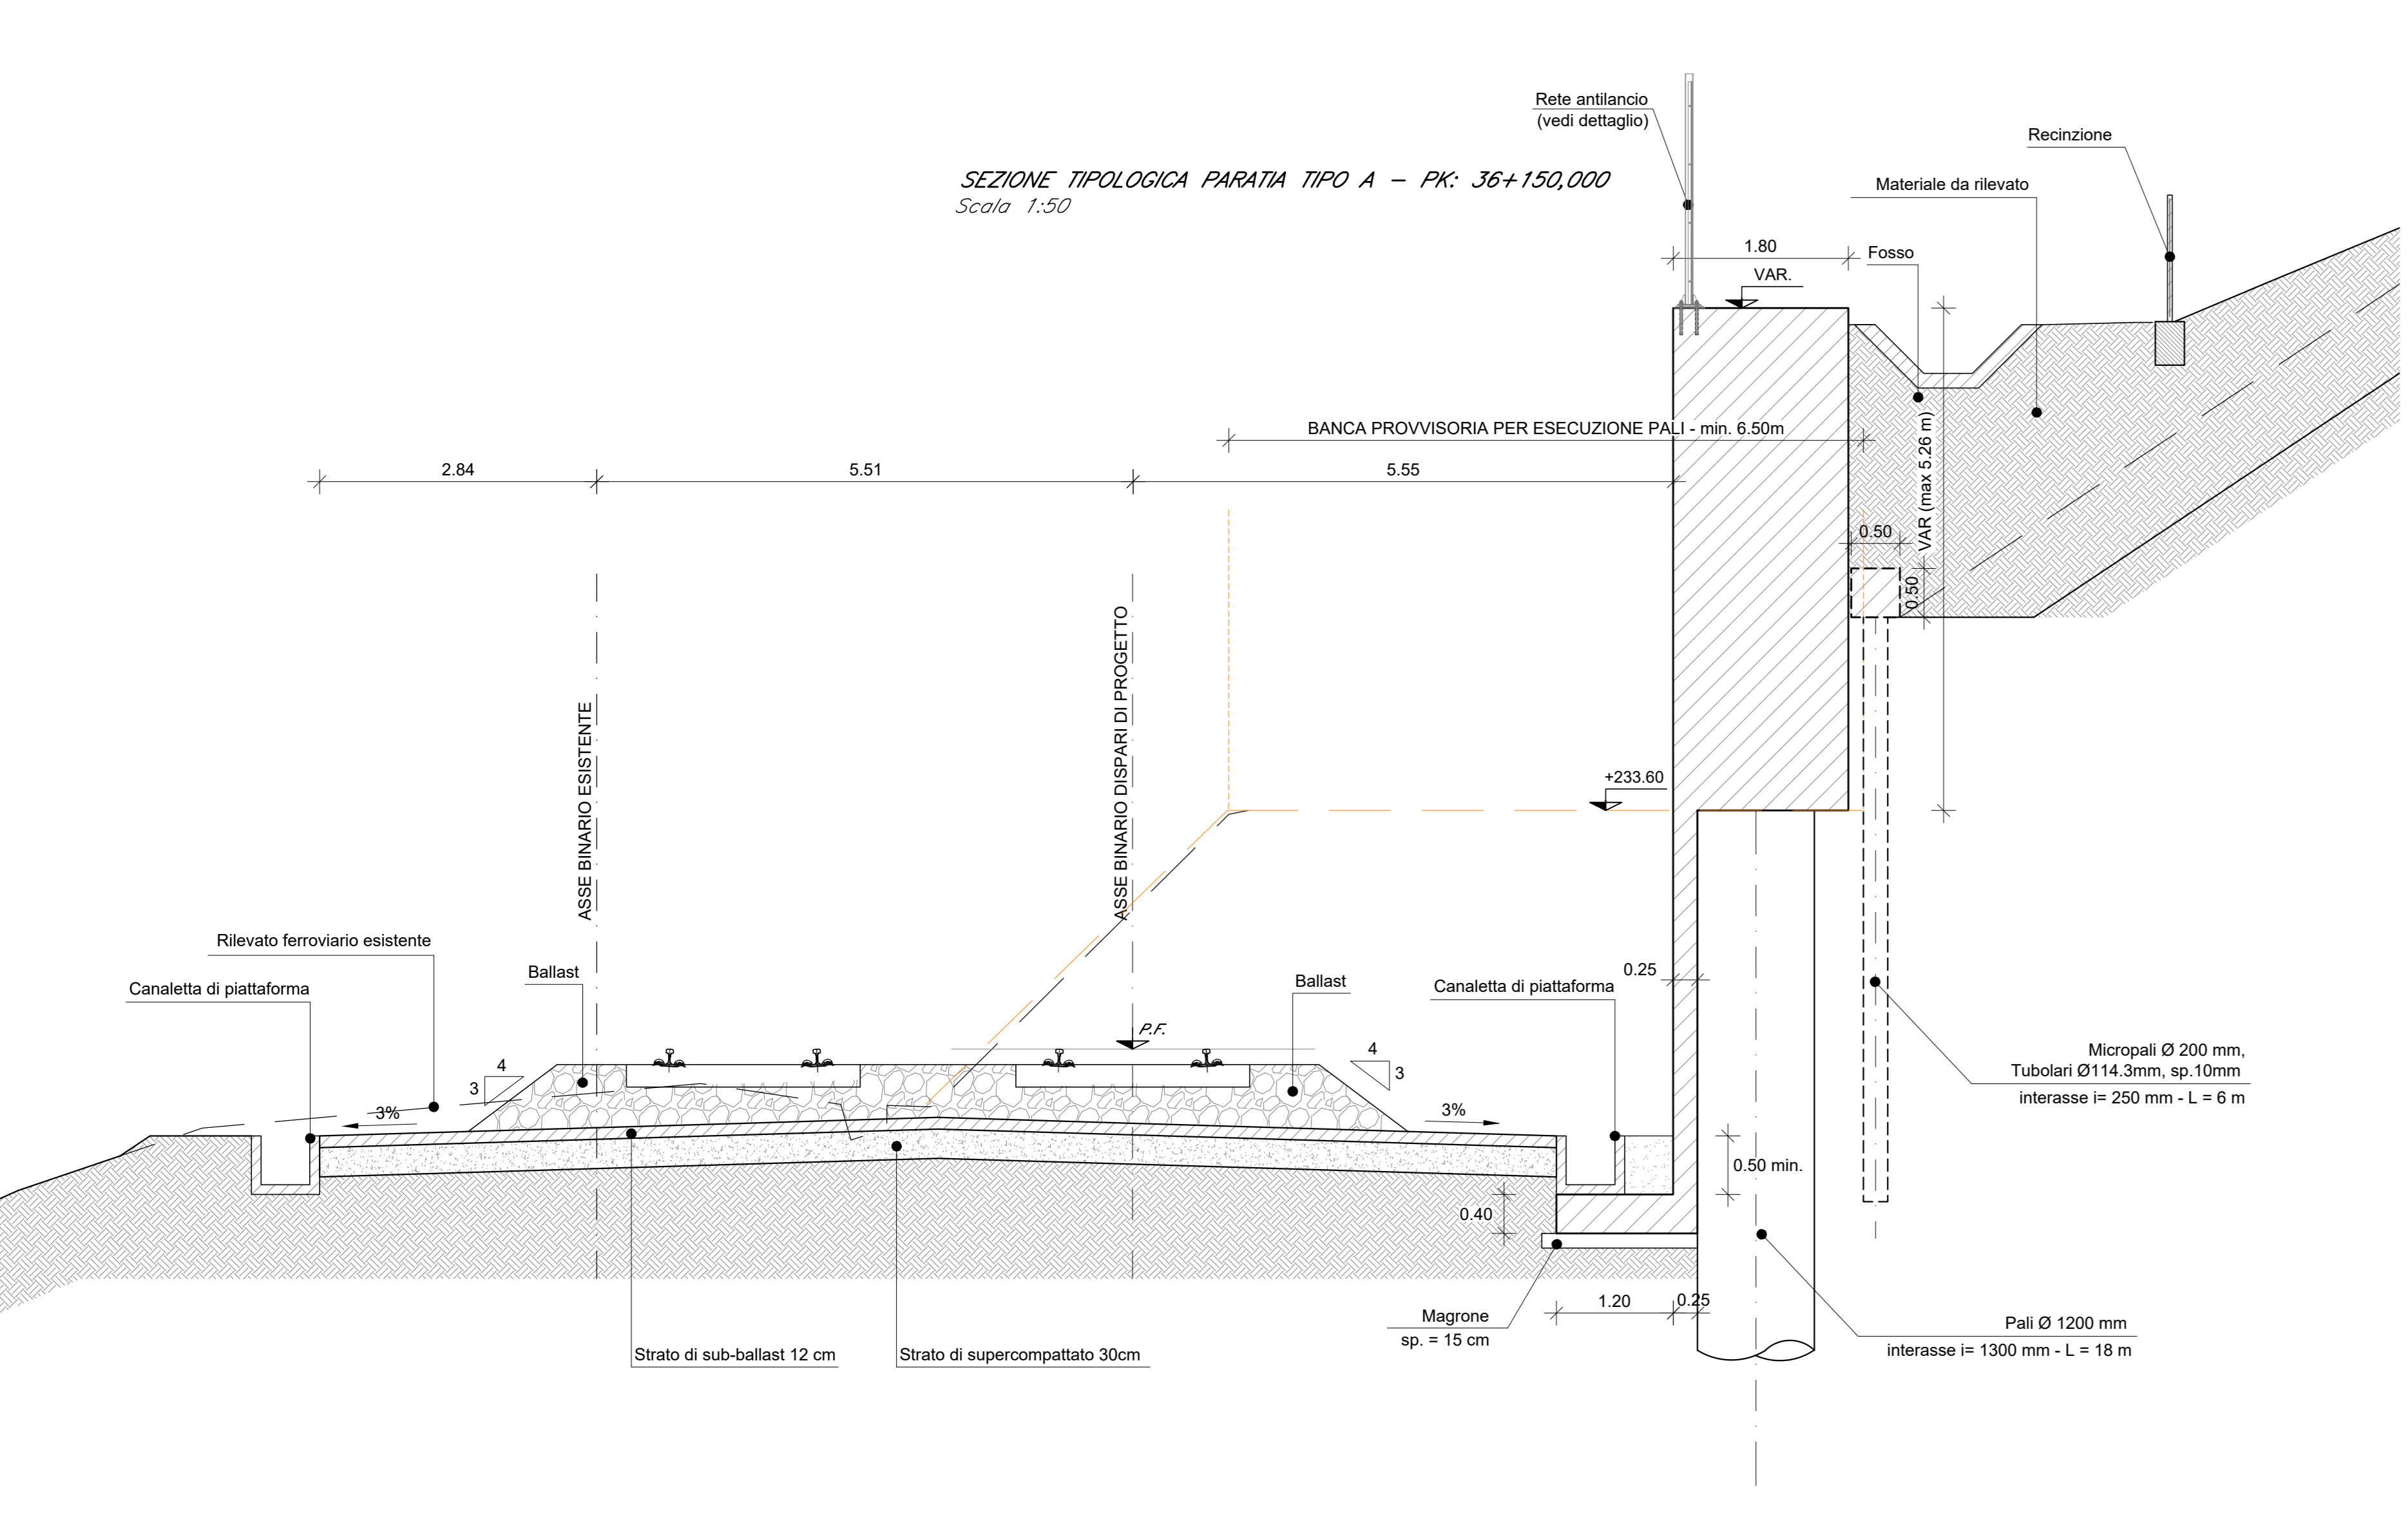 Rete antilancio
(vedi dettaglio)
Recinzione
SEZIONE TIPOLOGICA PARATIA TIPO A – PK: 36+150,000
Scala 1:50
Materiale da rilevato
1.80
Fosso
VAR.
BANCA PROVVISORIA PER ESECUZIONE PALI - min. 6.50m
2.84
5.51
5.55
VAR (max 5.26 m)
0.50
0.50
ASSE BINARIO ESISTENTE
ASSE BINARIO DISPARI DI PROGETTO
+233.60
Rilevato ferroviario esistente
Ballast
Canaletta di piattaforma
0.25
Ballast
Canaletta di piattaforma
P.F.
4
3
4
3
Micropali Ø 200 mm,
Tubolari Ø114.3mm, sp.10mm
interasse i= 250 mm - L = 6 m
3%
3%
0.50 min.
0.40
1.20
0.25
Magrone
sp. = 15 cm
Pali Ø 1200 mm
interasse i= 1300 mm - L = 18 m
Strato di sub-ballast 12 cm
Strato di supercompattato 30cm